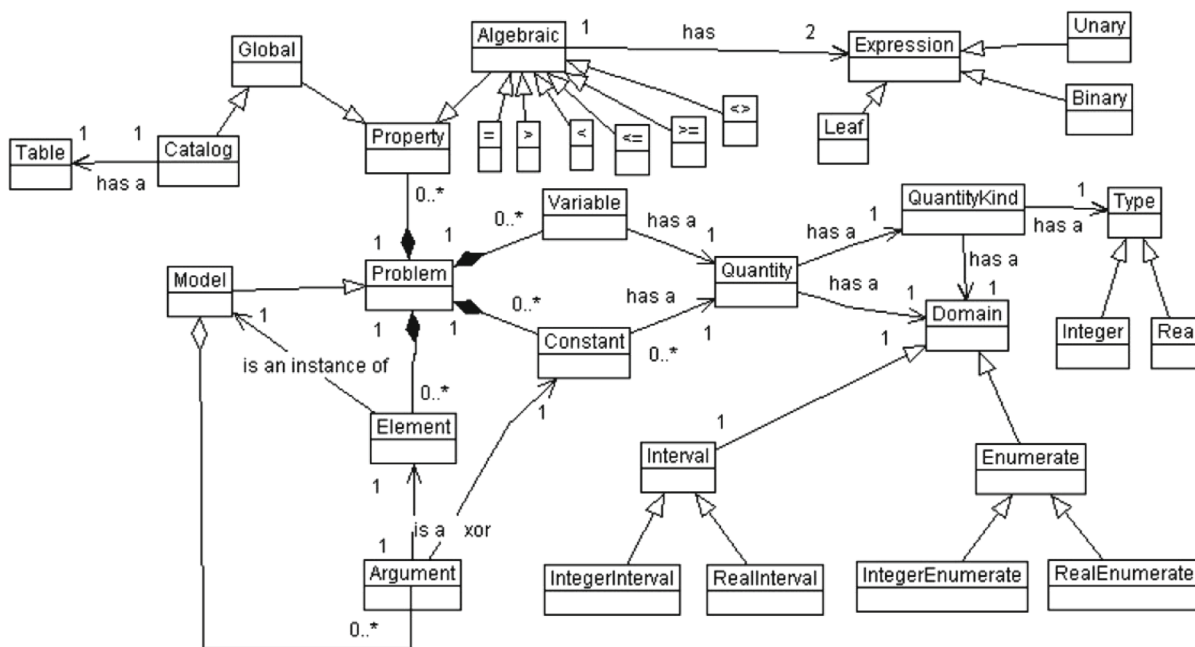 Global
Algebraic
1
has
2
Expression
Unary
Binary
Leaf
<>
=
>
<
<=
>=
Property
Table
1
1
Catalog
has a
0..*
Variable
0..*
has a
1
QuantityKind
1
Type
has a
1
has a
has a
1
1
Problem
Model
1
1
1
Quantity
has a
has a
1
1
Domain
1
Integer
Rea
0..*
Constant
1
0..*
is an instance of
0..*
Element
1
1
1
Interval
Enumerate
is a
xor
1
Argument
0..*
IntegerInterval
RealInterval
IntegerEnumerate
RealEnumerate